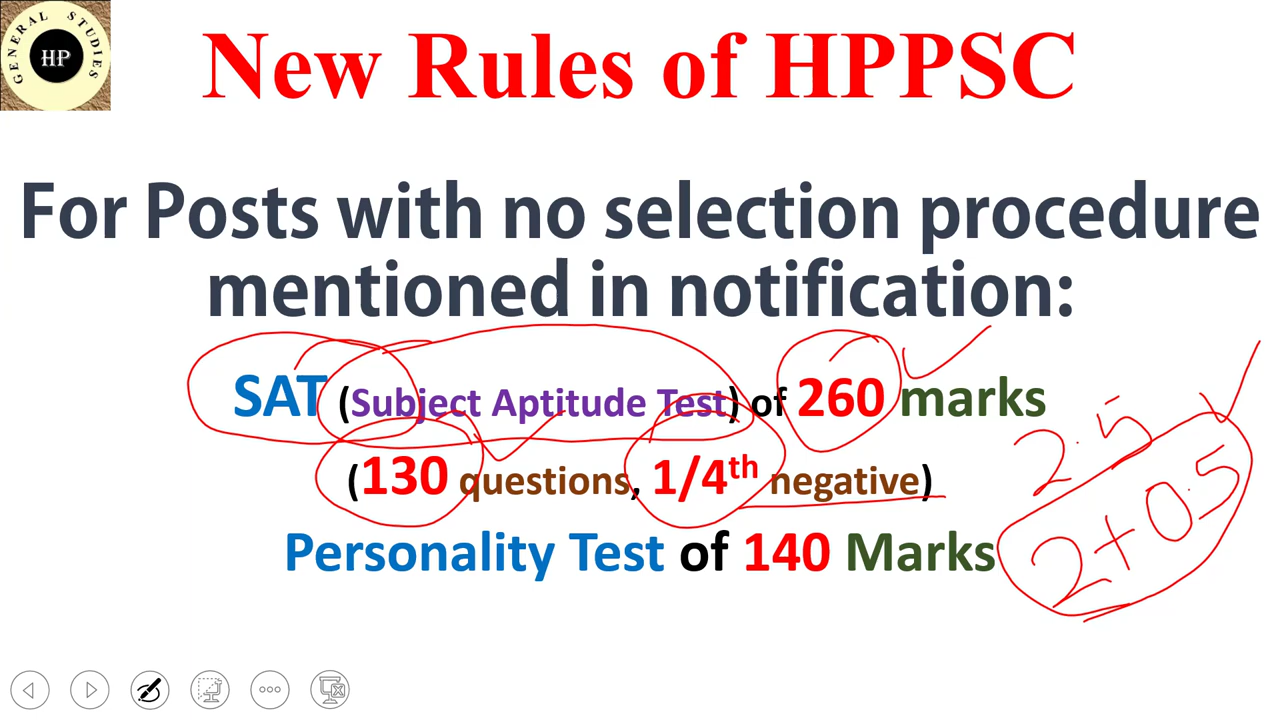 GENERAL STUDIES
HP
New Rules of HPPSC
For Posts with no selection procedure
mentioned in notification:
SAT (Subject Aptitude Test) of 260 marks
(130 questions, 1/4th negative)
2.5
2+0.5
Personality Test of 140 Marks